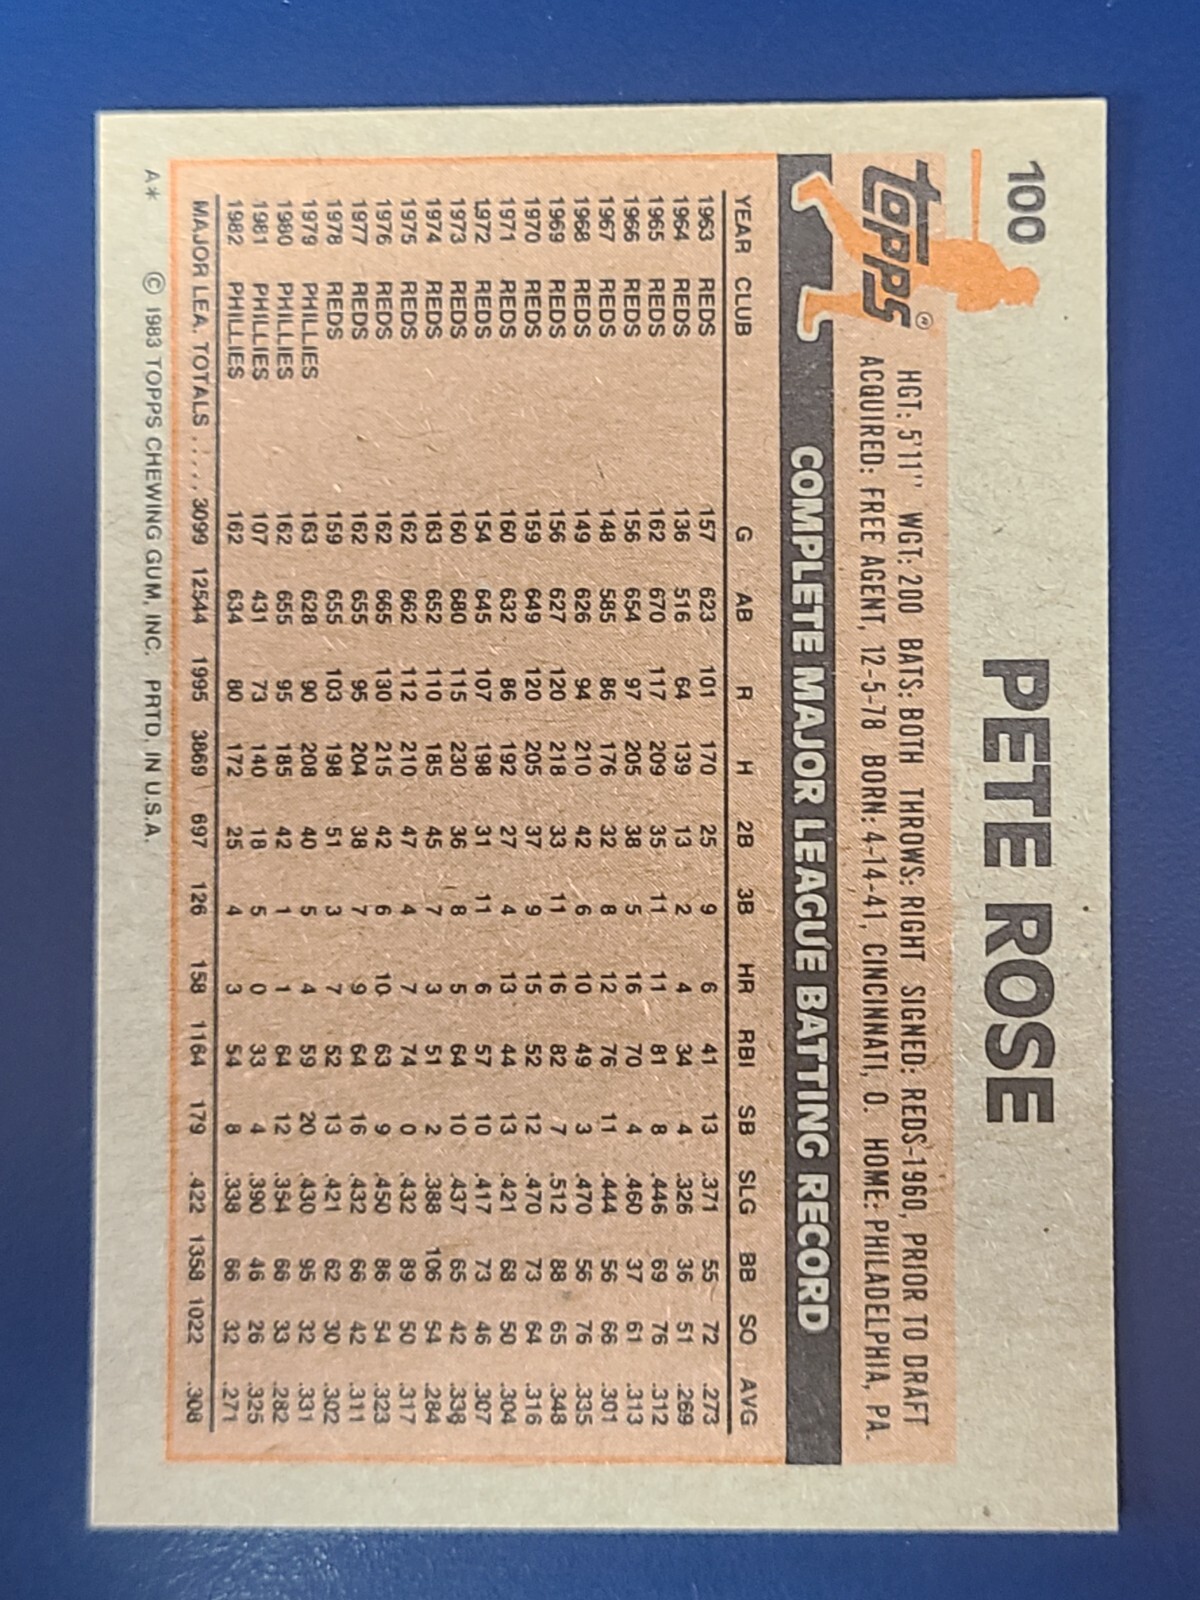 100
PETE ROSE
TOPPS®
HGT: 5'11" WGT: 200 BATS: BOTH THROWS: RIGHT SIGNED: REDS-1960, PRIOR TO DRAFT
ACQUIRED: FREE AGENT, 12-5-78 BORN: 4-14-41, CINCINNATI, O. HOME: PHILADELPHIA, PA.
COMPLETE MAJOR LEAGUE BATTING RECORD
YEAR CLUB G AB R H 2B 3B HR RBI SB SLG BB SO AVG
1963 REDS 157 623 101 170 25 9 6 41 13 .371 55 72 .273
1964 REDS 136 516 64 139 13 2 4 34 4 .326 36 51 .269
1965 REDS 162 670 117 209 35 11 11 81 8 .446 69 76 .312
1966 REDS 156 654 97 205 38 5 16 70 4 .460 37 61 .313
1967 REDS 148 585 86 176 32 8 12 76 11 .444 56 66 .301
1968 REDS 149 626 94 210 42 6 10 49 3 .470 56 76 .335
1969 REDS 156 627 120 218 33 11 16 82 7 .512 88 65 .348
1970 REDS 159 649 120 205 37 9 15 52 12 .470 73 64 .316
1971 REDS 160 632 86 192 27 4 13 44 13 .421 68 50 .304
1972 REDS 154 645 107 198 31 11 6 57 10 .417 73 46 .307
1973 REDS 160 680 115 230 36 8 5 64 10 .437 65 42 .338
1974 REDS 163 652 110 185 45 7 3 51 2 .388 106 54 .284
1975 REDS 162 662 112 210 47 4 7 74 0 .432 89 50 .317
1976 REDS 162 665 130 215 42 6 10 63 9 .450 86 54 .323
1977 REDS 162 655 95 204 38 7 9 64 16 .432 66 42 .311
1978 REDS 159 655 103 198 51 3 7 52 13 .421 62 30 .302
1979 PHILLIES 163 628 90 208 40 5 4 59 20 .430 95 32 .331
1980 PHILLIES 162 655 95 185 42 1 1 64 12 .354 66 33 .282
1981 PHILLIES 107 431 73 140 18 5 0 33 4 .390 46 26 .325
1982 PHILLIES 162 634 80 172 25 4 3 54 8 .338 66 32 .271
MAJOR LEA. TOTALS ..... 3099 12544 1995 3869 697 126 158 1164 179 .422 1358 1022 .308
A* © 1983 TOPPS CHEWING GUM, INC. PRTD. IN U.S.A.